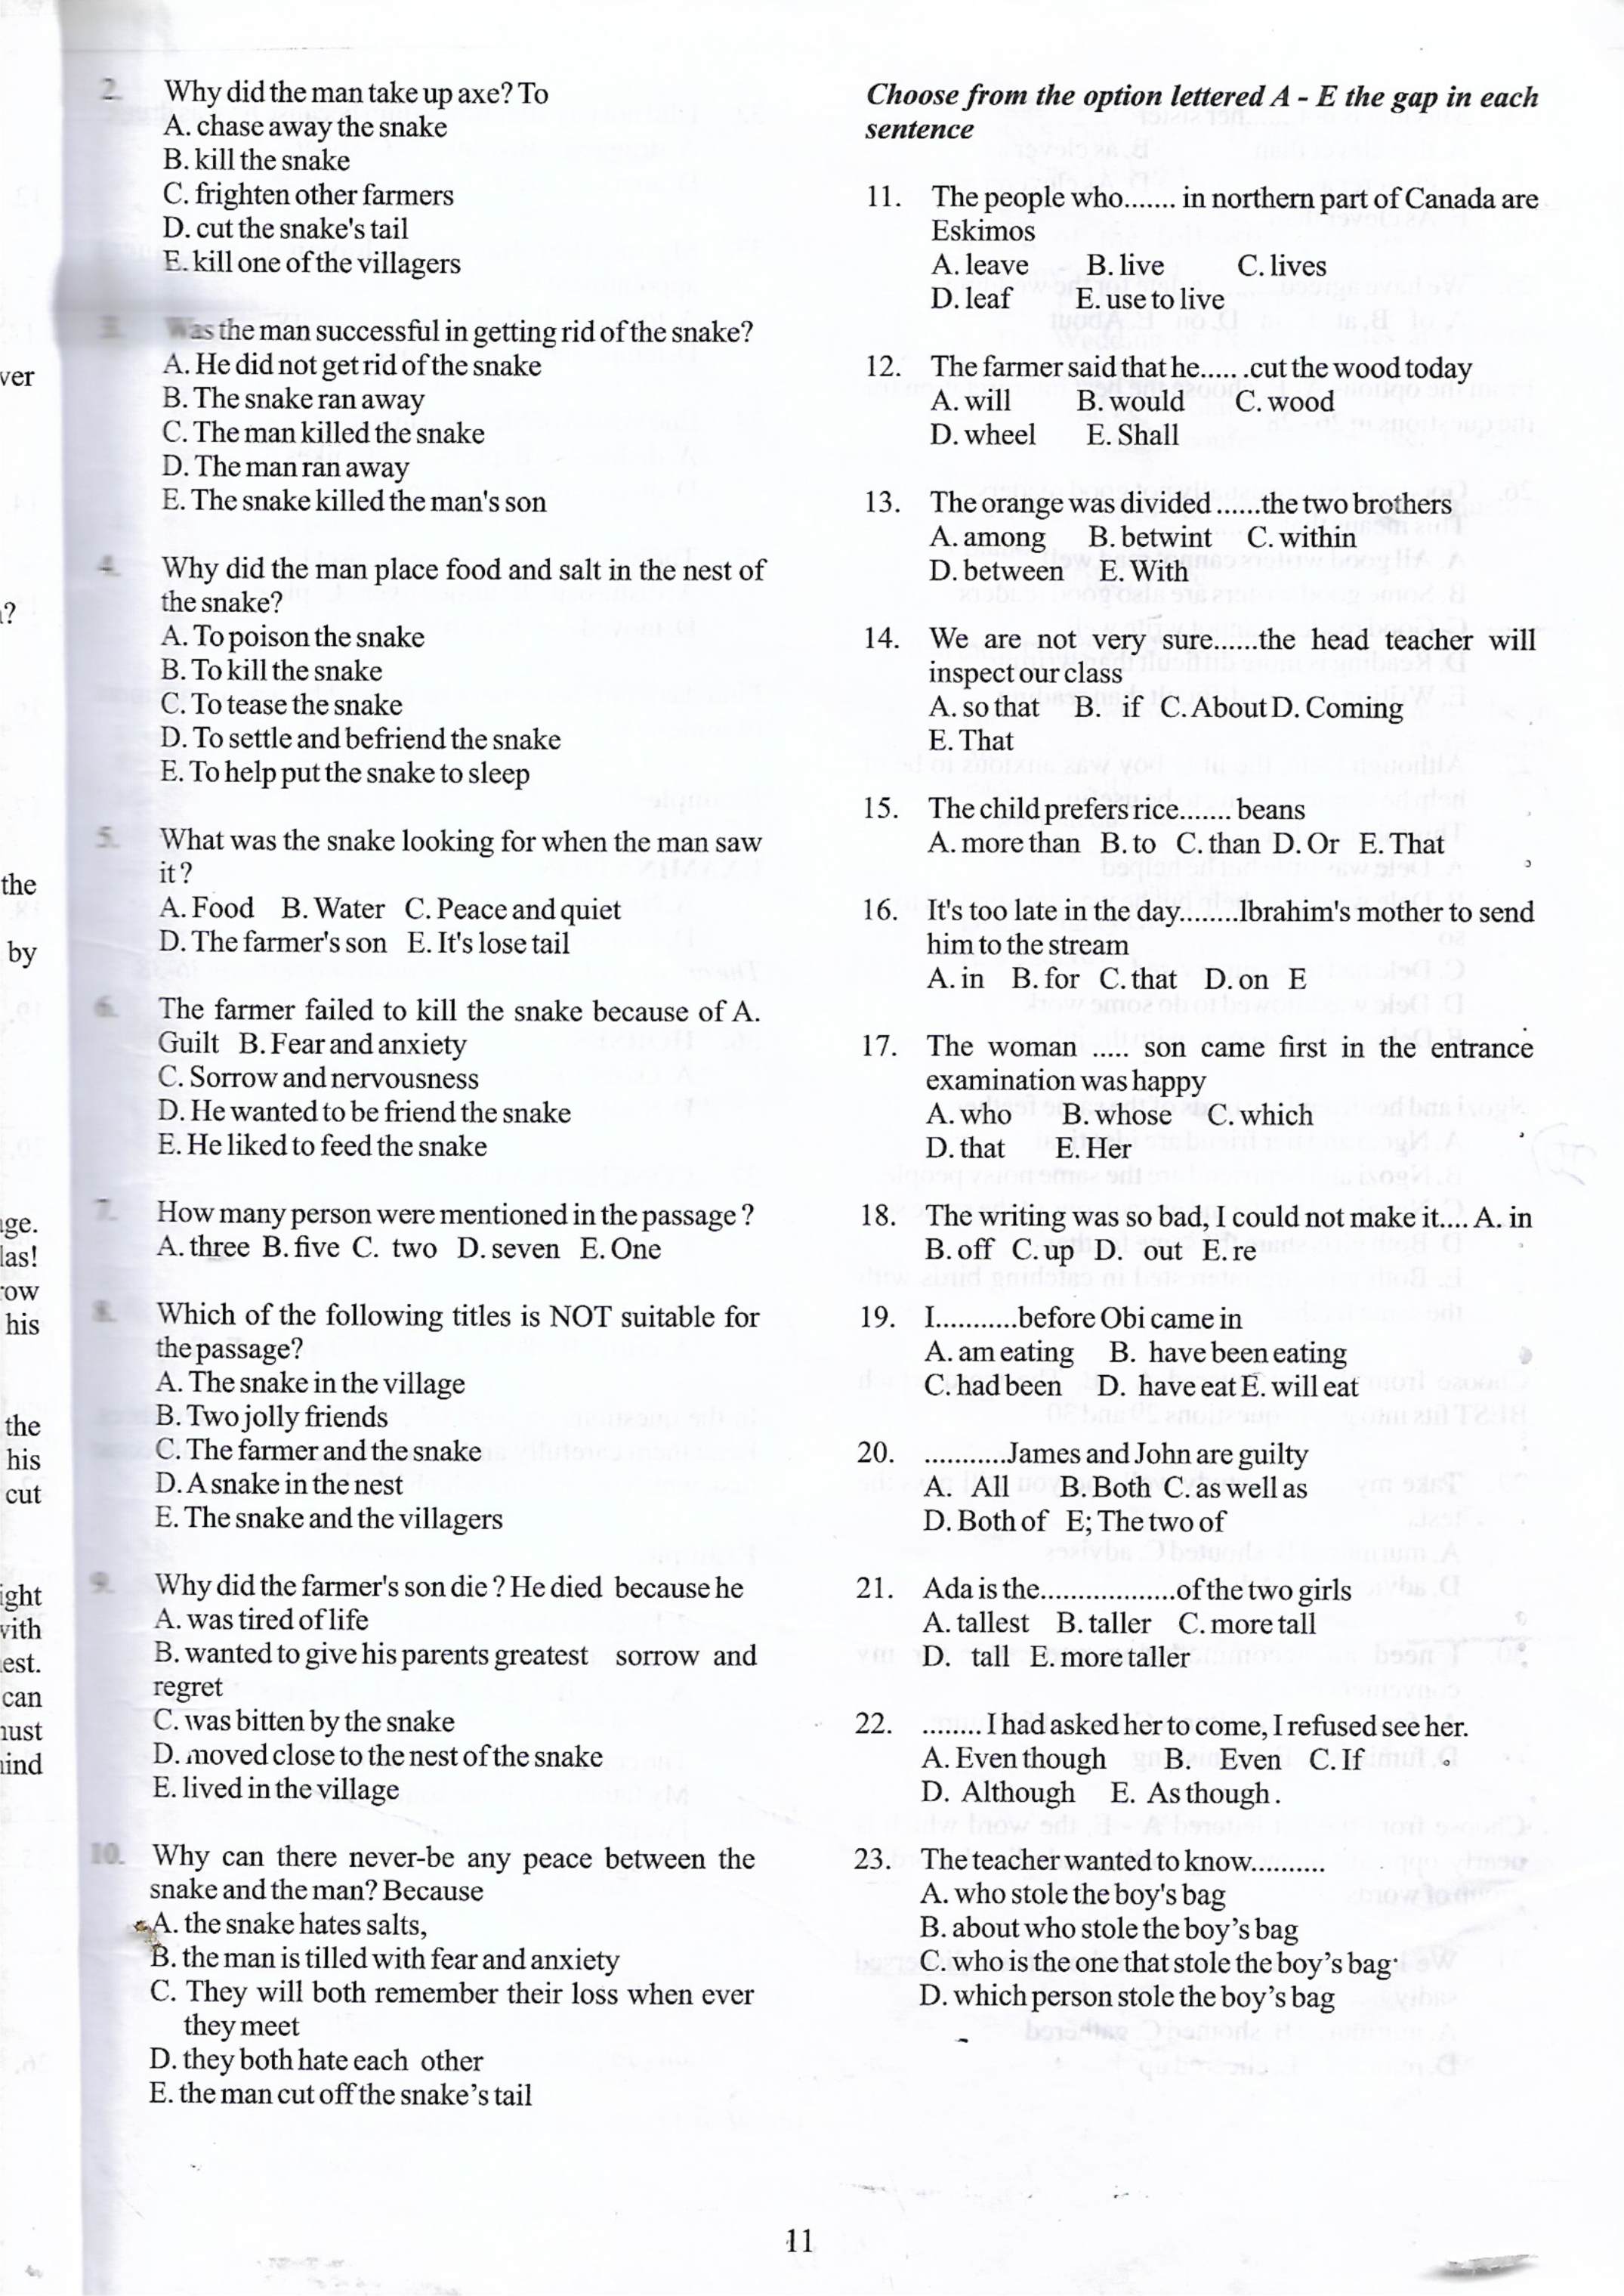 ver
?
the
by
ge.
las!
row
his
the
his
cut
ight
with
est.
can
must
mind
2. Why did the man take up axe? To
A. chase away the snake
B. kill the snake
C. frighten other farmers
D. cut the snake's tail
E. kill one of the villagers
3. Was the man successful in getting rid of the snake?
A. He did not get rid of the snake
B. The snake ran away
C. The man killed the snake
D. The man ran away
E. The snake killed the man's son
4. Why did the man place food and salt in the nest of
the snake?
A. To poison the snake
B. To kill the snake
C. To tease the snake
D. To settle and befriend the snake
E. To help put the snake to sleep
5. What was the snake looking for when the man saw
it?
A. Food B. Water C. Peace and quiet
D. The farmer's son E. It's lose tail
6. The farmer failed to kill the snake because of A.
Guilt B. Fear and anxiety
C. Sorrow and nervousness
D. He wanted to be friend the snake
E. He liked to feed the snake
7. How many person were mentioned in the passage ?
A. three B. five C. two D. seven E. One
8. Which of the following titles is NOT suitable for
the passage?
A. The snake in the village
B. Two jolly friends
C. The farmer and the snake
D. A snake in the nest
E. The snake and the villagers
9. Why did the farmer's son die ? He died because he
A. was tired of life
B. wanted to give his parents greatest sorrow and
regret
C. was bitten by the snake
D. moved close to the nest of the snake
E. lived in the village
10. Why can there never-be any peace between the
snake and the man? Because
A. the snake hates salts,
B. the man is tilled with fear and anxiety
C. They will both remember their loss when ever
they meet
D. they both hate each other
E. the man cut off the snake's tail
Choose from the option lettered A - E the gap in each
sentence
11. The people who....... in northern part of Canada are
Eskimos
A. leave B. live C. lives
D. leaf E. use to live
12. The farmer said that he..... .cut the wood today
A. will B. would C. wood
D. wheel E. Shall
13. The orange was divided ......the two brothers
A. among B. betwint C. within
D. between E. With
14. We are not very sure......the head teacher will
inspect our class
A. so that B. if C. About D. Coming
E. That
15. The child prefers rice....... beans
A. more than B. to C. than D. Or E. That
16. It's too late in the day........Ibrahim's mother to send
him to the stream
A. in B. for C. that D. on E
17. The woman ..... son came first in the entrance
examination was happy
A. who B. whose C. which
D. that E. Her
18. The writing was so bad, I could not make it.... A. in
B. off C. up D. out E. re
19. I...........before Obi came in
A. am eating B. have been eating
C. had been D. have eat E. will eat
20. ...........James and John are guilty
A. All B. Both C. as well as
D. Both of E; The two of
21. Ada is the..................of the two girls
A. tallest B. taller C. more tall
D. tall E. more taller
22. ........ I had asked her to come, I refused see her.
A. Even though B. Even C. If
D. Although E. As though.
23. The teacher wanted to know..........
A. who stole the boy's bag
B. about who stole the boy's bag
C. who is the one that stole the boy's bag
D. which person stole the boy's bag
11